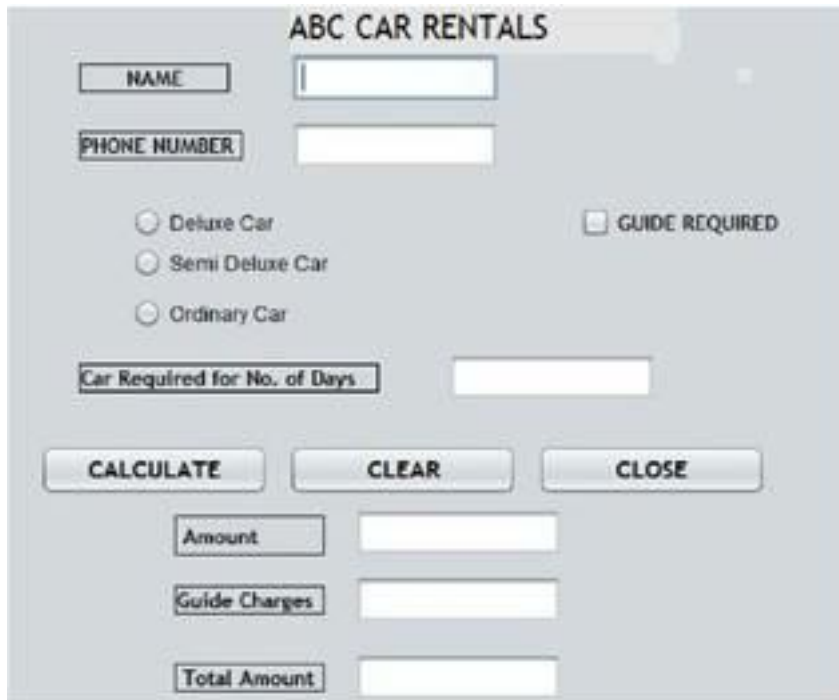 ABC CAR RENTALS
NAME
PHONE NUMBER
Deluxe Car
GUIDE REQUIRED
Semi Deluxe Car
Ordinary Car
Car Required for No. of Days
CALCULATE CLEAR CLOSE
Amount
Guide Charges
Total Amount